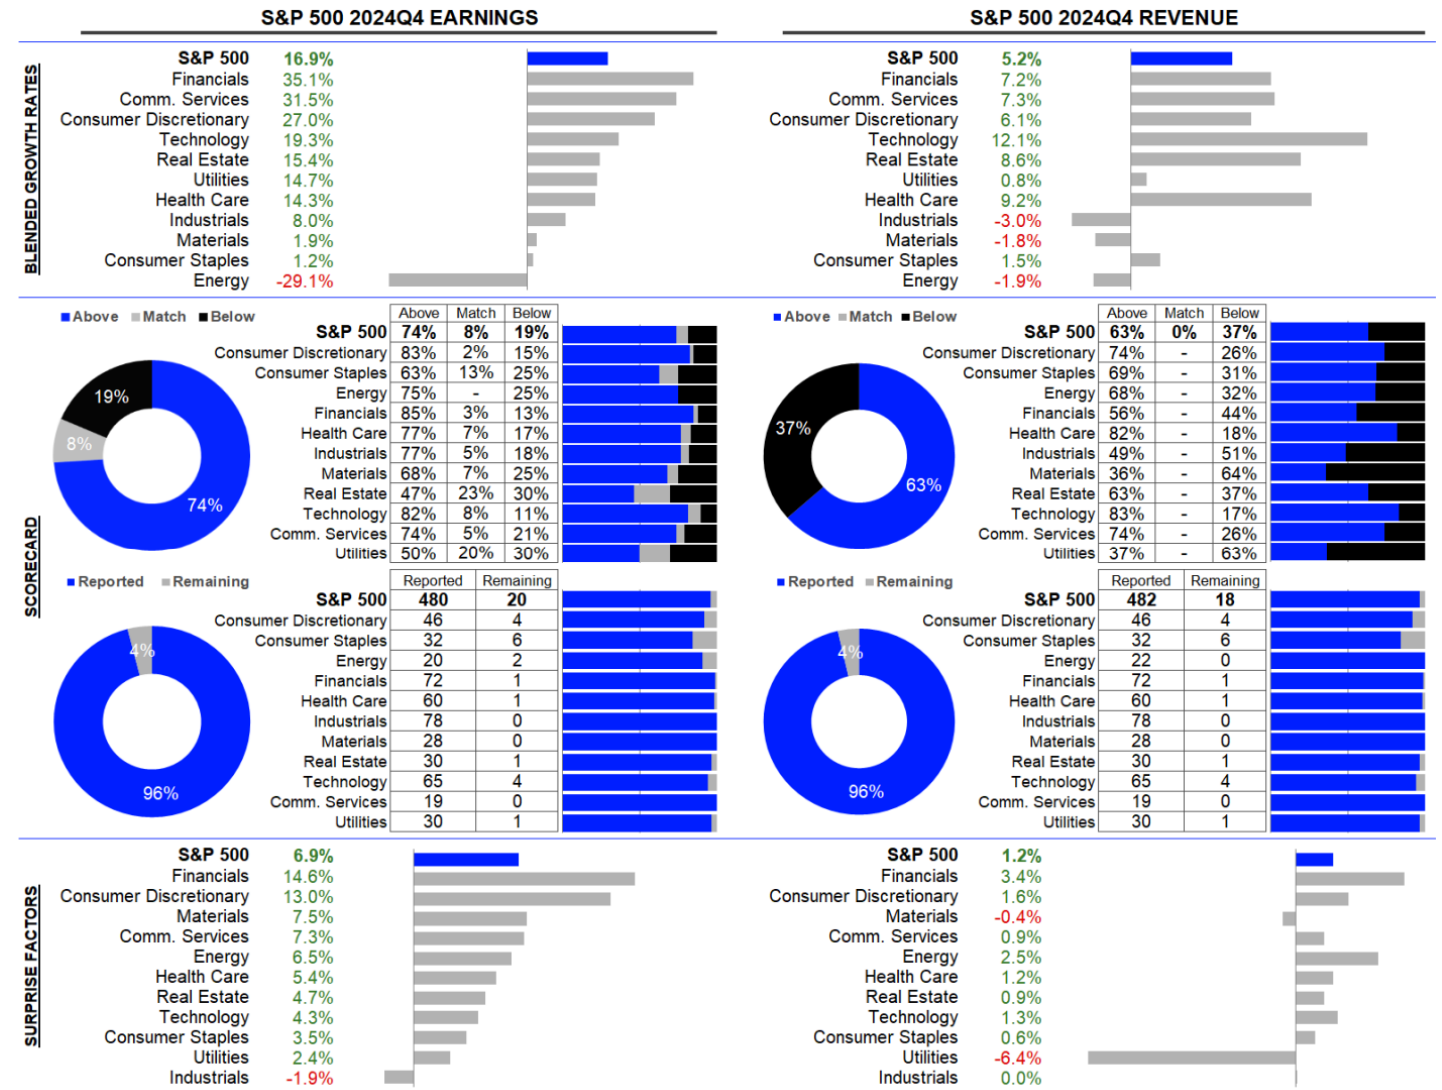 S&P 500 2024Q4 EARNINGS
BLENDED GROWTH RATES
S&P 500 16.9%
Financials 35.1%
Comm. Services 31.5%
Consumer Discretionary 27.0%
Technology 19.3%
Real Estate 15.4%
Utilities 14.7%
Health Care 14.3%
Industrials 8.0%
Materials 1.9%
Consumer Staples 1.2%
Energy -29.1%
S&P 500 2024Q4 REVENUE
S&P 500 5.2%
Financials 7.2%
Comm. Services 7.3%
Consumer Discretionary 6.1%
Technology 12.1%
Real Estate 8.6%
Utilities 0.8%
Health Care 9.2%
Industrials -3.0%
Materials -1.8%
Consumer Staples 1.5%
Energy -1.9%
SCORECARD
Above Match Below
19%
8%
74%
Above Match Below
S&P 500 74% 8% 19%
Consumer Discretionary 83% 2% 15%
Consumer Staples 63% 13% 25%
Energy 75% - 25%
Financials 85% 3% 13%
Health Care 77% 7% 17%
Industrials 77% 5% 18%
Materials 68% 7% 25%
Real Estate 47% 23% 30%
Technology 82% 8% 11%
Comm. Services 74% 5% 21%
Utilities 50% 20% 30%
Above Match Below
37%
63%
Above Match Below
S&P 500 63% 0% 37%
Consumer Discretionary 74% - 26%
Consumer Staples 69% - 31%
Energy 68% - 32%
Financials 56% - 44%
Health Care 82% - 18%
Industrials 49% - 51%
Materials 36% - 64%
Real Estate 63% - 37%
Technology 83% - 17%
Comm. Services 74% - 26%
Utilities 37% - 63%
Reported Remaining
4%
96%
Reported Remaining
S&P 500 480 20
Consumer Discretionary 46 4
Consumer Staples 32 6
Energy 20 2
Financials 72 1
Health Care 60 1
Industrials 78 0
Materials 28 0
Real Estate 30 1
Technology 65 4
Comm. Services 19 0
Utilities 30 1
Reported Remaining
4%
96%
Reported Remaining
S&P 500 482 18
Consumer Discretionary 46 4
Consumer Staples 32 6
Energy 22 0
Financials 72 1
Health Care 60 1
Industrials 78 0
Materials 28 0
Real Estate 30 1
Technology 65 4
Comm. Services 19 0
Utilities 30 1
SURPRISE FACTORS
S&P 500 6.9%
Financials 14.6%
Consumer Discretionary 13.0%
Materials 7.5%
Comm. Services 7.3%
Energy 6.5%
Health Care 5.4%
Real Estate 4.7%
Technology 4.3%
Consumer Staples 3.5%
Utilities 2.4%
Industrials -1.9%
S&P 500 1.2%
Financials 3.4%
Consumer Discretionary 1.6%
Materials -0.4%
Comm. Services 0.9%
Energy 2.5%
Health Care 1.2%
Real Estate 0.9%
Technology 1.3%
Consumer Staples 0.6%
Utilities -6.4%
Industrials 0.0%